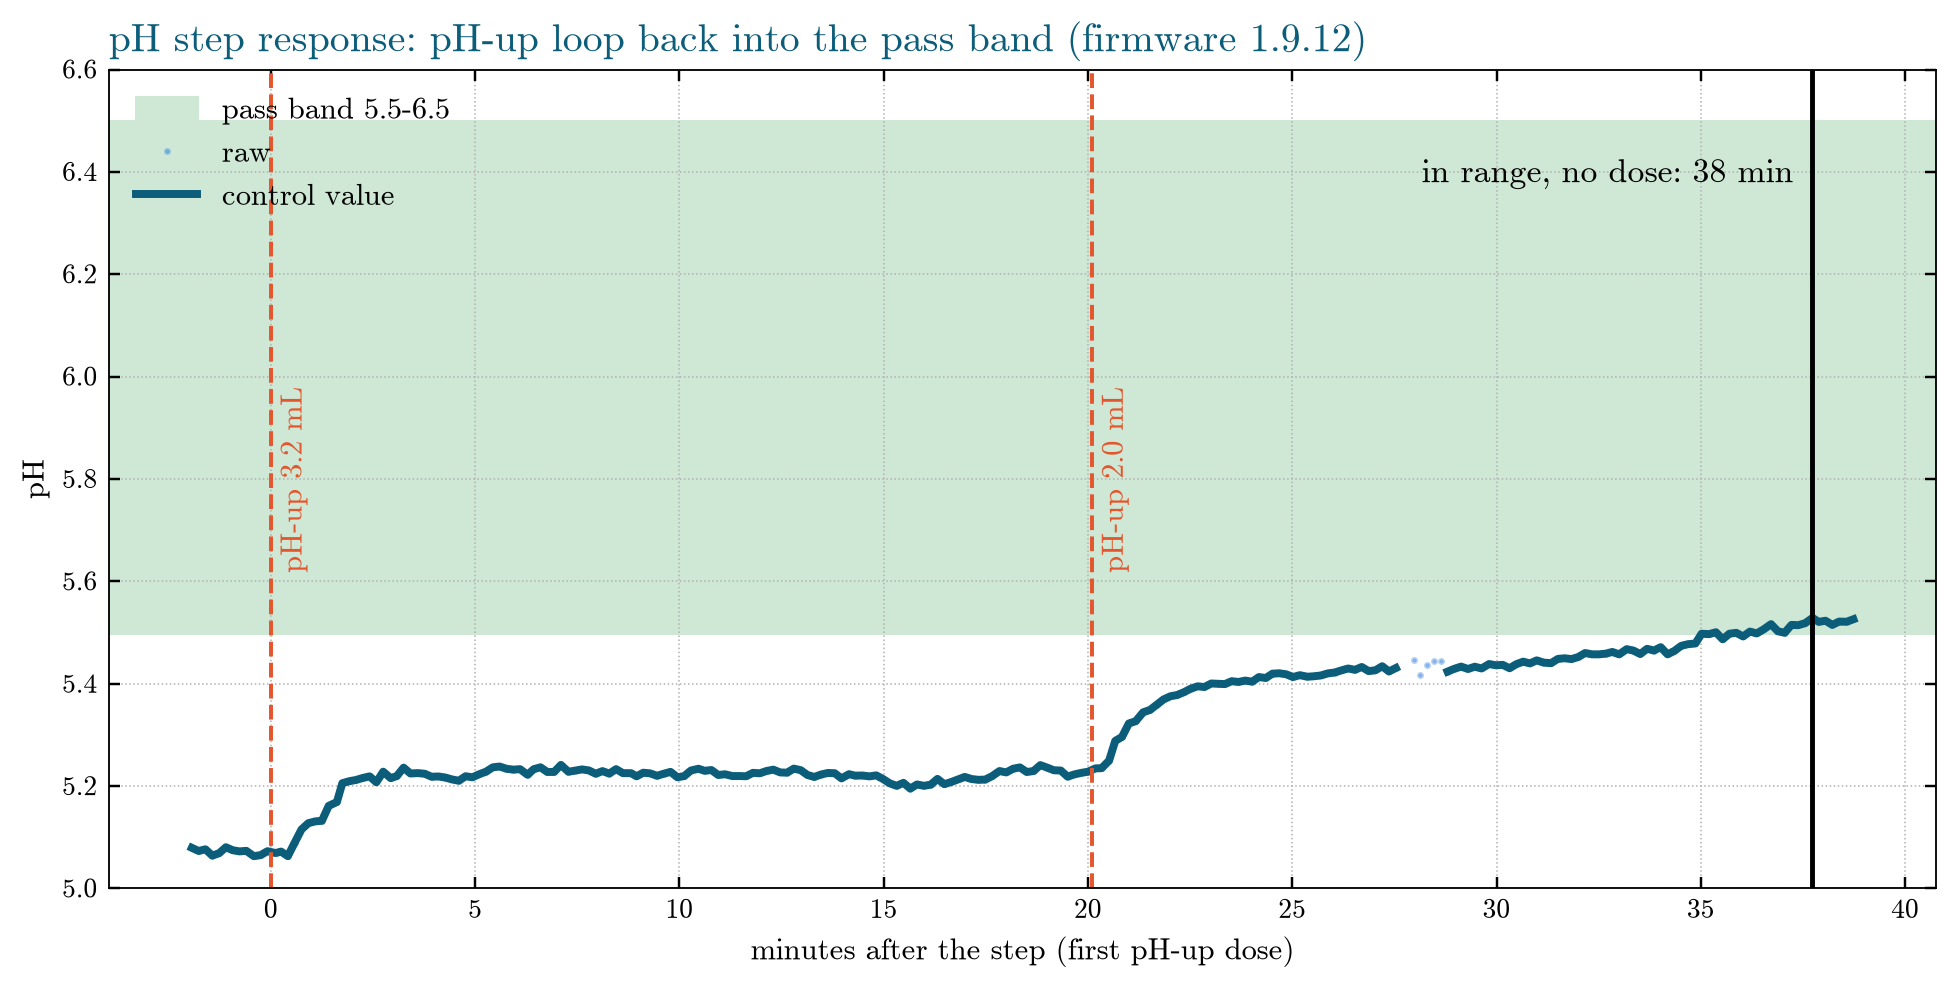 pH step response: pH-up loop back into the pass band (firmware 1.9.12)
6.6
6.4
6.2
6.0
5.8
5.6
5.4
5.2
5.0
pH
pass band 5.5-6.5
raw
control value
in range, no dose: 38 min
pH-up 3.2 mL
pH-up 2.0 mL
0
5
10
15
20
25
30
35
40
minutes after the step (first pH-up dose)